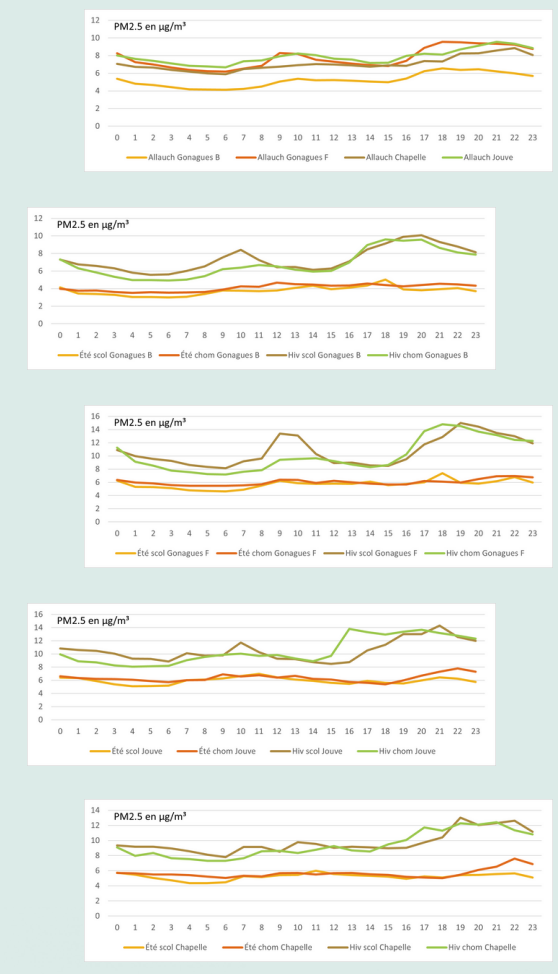 PM2.5 en µg/m³
12
10
8
6
4
2
0
0 1 2 3 4 5 6 7 8 9 10 11 12 13 14 15 16 17 18 19 20 21 22 23
Allauch Gonagues B Allauch Gonagues F Allauch Chapelle Allauch Jouve
PM2.5 en µg/m³
12
10
8
6
4
2
0
0 1 2 3 4 5 6 7 8 9 10 11 12 13 14 15 16 17 18 19 20 21 22 23
Été scol Gonagues B Été chom Gonagues B Hiv scol Gonagues B Hiv chom Gonagues B
PM2.5 en µg/m³
16
14
12
10
8
6
4
2
0
0 1 2 3 4 5 6 7 8 9 10 11 12 13 14 15 16 17 18 19 20 21 22 23
Été scol Gonagues F Été chom Gonagues F Hiv scol Gonagues F Hiv chom Gonagues F
PM2.5 en µg/m³
16
14
12
10
8
6
4
2
0
0 1 2 3 4 5 6 7 8 9 10 11 12 13 14 15 16 17 18 19 20 21 22 23
Été scol Jouve Été chom Jouve Hiv scol Jouve Hiv chom Jouve
PM2.5 en µg/m³
14
12
10
8
6
4
2
0
0 1 2 3 4 5 6 7 8 9 10 11 12 13 14 15 16 17 18 19 20 21 22 23
Été scol Chapelle Été chom Chapelle Hiv scol Chapelle Hiv chom Chapelle